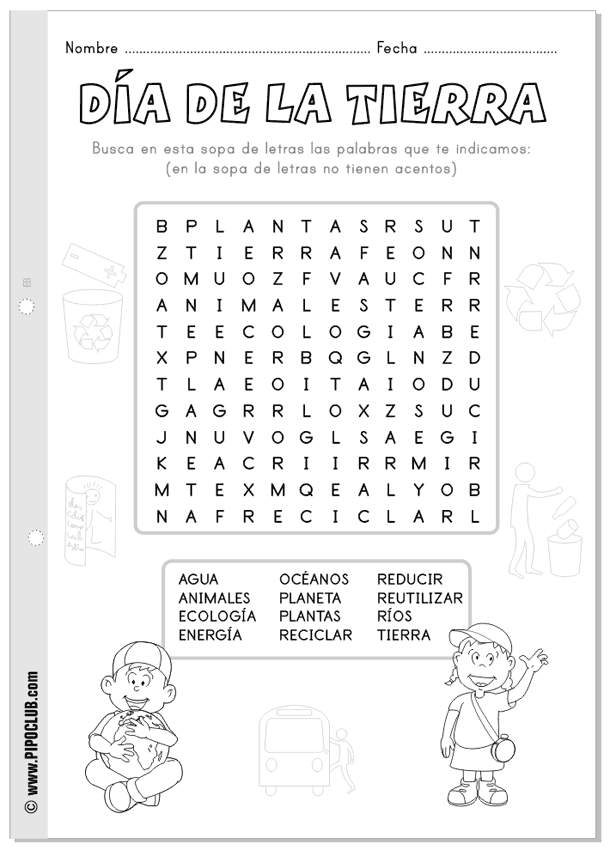 Nombre ........................................................................ Fecha ........................................
DÍA DE LA TIERRA
Busca en esta sopa de letras las palabras que te indicamos:
(en la sopa de letras no tienen acentos)
B P L A N T A S R S U T
Z T I E R R A F E O N N
O M U O Z F V A U C F R
A N I M A L E S T E R R
T E E C O L O G I A B E
X P N E R B Q G L N Z D
T L A E O I T A I O D U
G A G R R L O X Z S U C
J N U V O G L S A E G I
K E A C R I I R R M I R
M T E X M Q E A L Y O B
N A F R E C I C L A R L
AGUA OCÉANOS REDUCIR
ANIMALES PLANETA REUTILIZAR
ECOLOGÍA PLANTAS RÍOS
ENERGÍA RECICLAR TIERRA
© www.PIPOCLUB.com